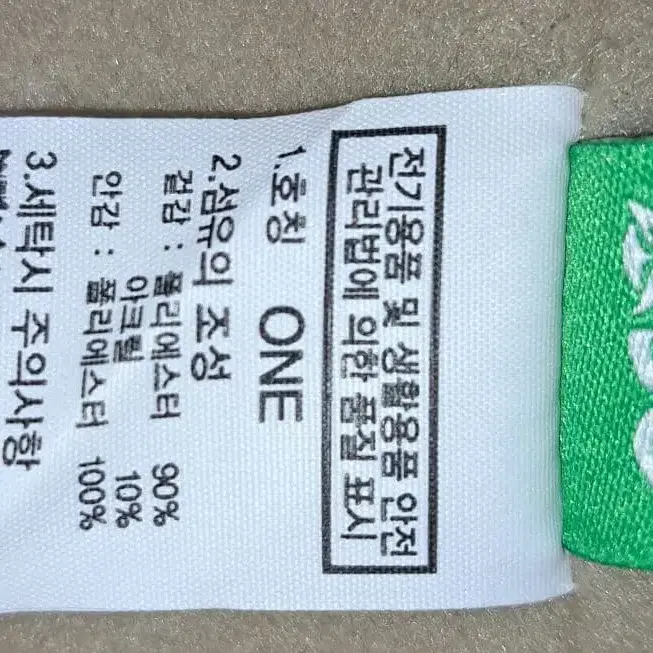 전기용품 및 생활용품 안전
관리법에 의한 품질 표시
1.호칭 ONE
2.섬유의 조성
겉감 : 폴리에스터 90%
아크릴 10%
안감 : 폴리에스터 100%
3.세탁시 주의사항